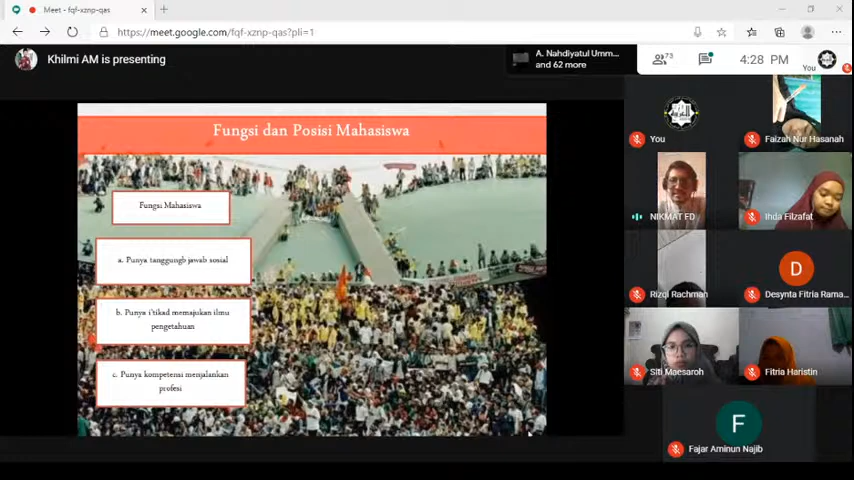 Meet - fqf-xznp-qas
https://meet.google.com/fqf-xznp-qas?pli=1
Khilmi AM is presenting
A. Nahdiyatul Umm...
and 62 more
73
4:28 PM
You
Fungsi dan Posisi Mahasiswa
Fungsi Mahasiswa
a. Punya tanggungb jawab sosial
b. Punya i'tikad memajukan ilmu
pengetahuan
c. Punya kompetensi menjalankan
profesi
You
Faizah Nur Hasanah
NIKMAT FD
Ihda Filzafat
Rizqi Rachman
D
Desynta Fitria Rama...
Siti Maesaroh
Fitria Haristin
F
Fajar Aminun Najib